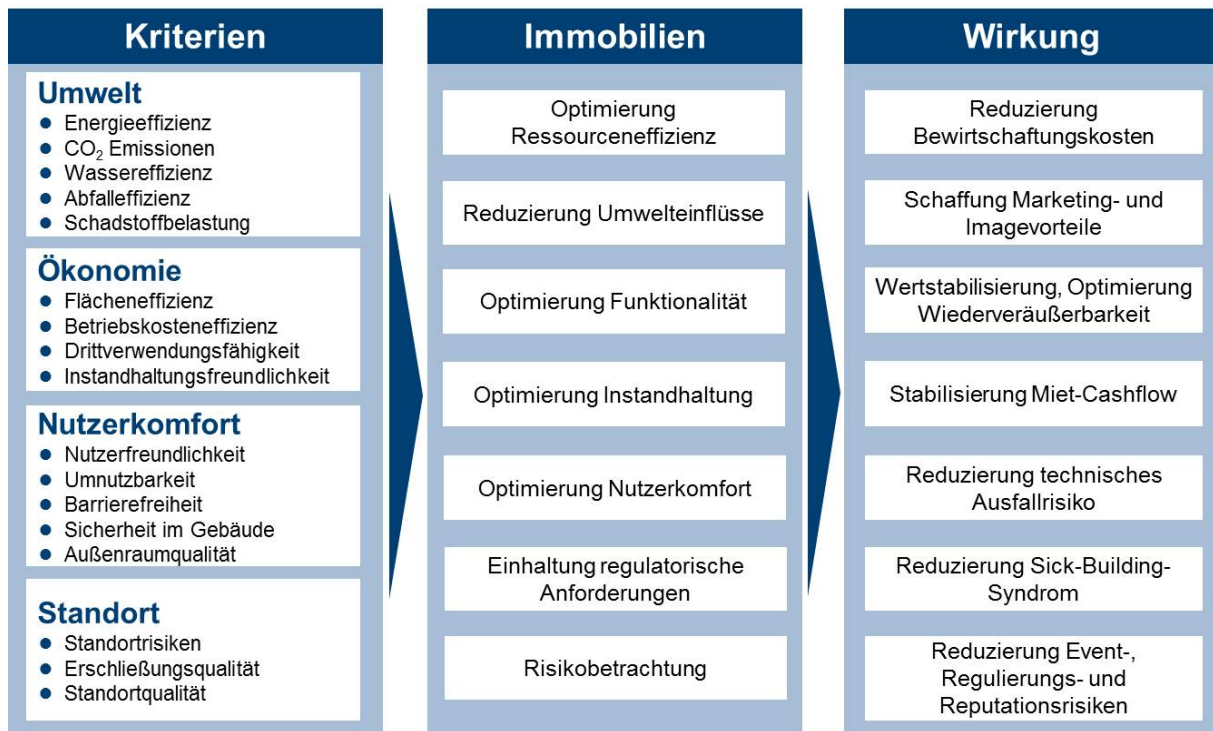 Kriterien
Umwelt
● Energieeffizienz
● CO₂ Emissionen
● Wassereffizienz
● Abfalleffizienz
● Schadstoffbelastung
Ökonomie
● Flächeneffizienz
● Betriebskosteneffizienz
● Drittverwendungsfähigkeit
● Instandhaltungsfreundlichkeit
Nutzerkomfort
● Nutzerfreundlichkeit
● Umnutzbarkeit
● Barrierefreiheit
● Sicherheit im Gebäude
● Außenraumqualität
Standort
● Standortrisiken
● Erschließungsqualität
● Standortqualität
Immobilien
Optimierung
Ressourceneffizienz
Reduzierung Umwelteinflüsse
Optimierung Funktionalität
Optimierung Instandhaltung
Optimierung Nutzerkomfort
Einhaltung regulatorische
Anforderungen
Risikobetrachtung
Wirkung
Reduzierung
Bewirtschaftungskosten
Schaffung Marketing- und
Imagevorteile
Wertstabilisierung, Optimierung
Wiederveräußerbarkeit
Stabilisierung Miet-Cashflow
Reduzierung technisches
Ausfallrisiko
Reduzierung Sick-Building-
Syndrom
Reduzierung Event-,
Regulierungs- und
Reputationsrisiken